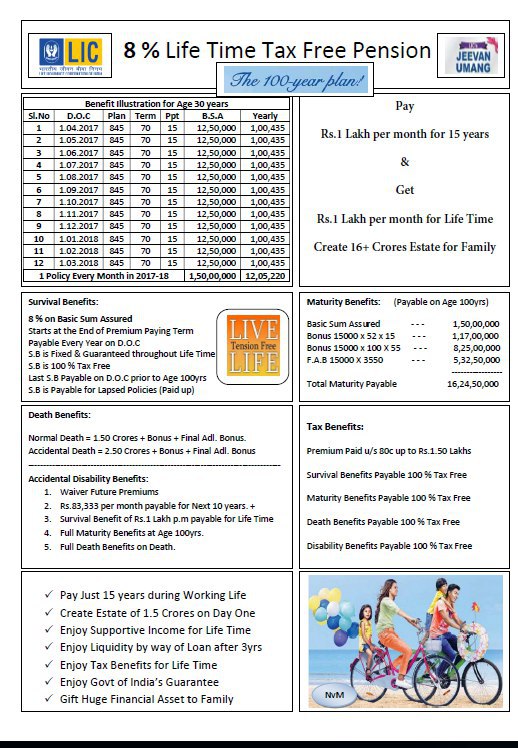 LIC
भारतीय जीवन बीमा निगम
LIFE INSURANCE CORPORATION OF INDIA
8 % Life Time Tax Free Pension
LIC's
JEEVAN
UMANG
The 100-year plan!
Benefit Illustration for Age 30 years
Sl.No D.O.C Plan Term Ppt B.S.A Yearly
1 1.04.2017 845 70 15 12,50,000 1,00,435
2 1.05.2017 845 70 15 12,50,000 1,00,435
3 1.06.2017 845 70 15 12,50,000 1,00,435
4 1.07.2017 845 70 15 12,50,000 1,00,435
5 1.08.2017 845 70 15 12,50,000 1,00,435
6 1.09.2017 845 70 15 12,50,000 1,00,435
7 1.10.2017 845 70 15 12,50,000 1,00,435
8 1.11.2017 845 70 15 12,50,000 1,00,435
9 1.12.2017 845 70 15 12,50,000 1,00,435
10 1.01.2018 845 70 15 12,50,000 1,00,435
11 1.02.2018 845 70 15 12,50,000 1,00,435
12 1.03.2018 845 70 15 12,50,000 1,00,435
1 Policy Every Month in 2017-18 1,50,00,000 12,05,220
Pay
Rs.1 Lakh per month for 15 years
&
Get
Rs.1 Lakh per month for Life Time
Create 16+ Crores Estate for Family
Survival Benefits:
8 % on Basic Sum Assured
Starts at the End of Premium Paying Term
Payable Every Year on D.O.C
S.B is Fixed & Guaranteed throughout Life Time
S.B is 100 % Tax Free
Last S.B Payable on D.O.C prior to Age 100yrs
S.B is Payable for Lapsed Policies (Paid up)
LIVE
Tension Free
LIFE
Maturity Benefits: (Payable on Age 100yrs)
Basic Sum Assured --- 1,50,00,000
Bonus 15000 x 52 x 15 --- 1,17,00,000
Bonus 15000 x 100 X 55 --- 8,25,00,000
F.A.B 15000 X 3550 --- 5,32,50,000
-----------------
Total Maturity Payable 16,24,50,000
Death Benefits:
Normal Death = 1.50 Crores + Bonus + Final Adl. Bonus.
Accidental Death = 2.50 Crores + Bonus + Final Adl. Bonus
Accidental Disability Benefits:
1. Waiver Future Premiums
2. Rs.83,333 per month payable for Next 10 years. +
3. Survival Benefit of Rs.1 Lakh p.m payable for Life Time
4. Full Maturity Benefits at Age 100yrs.
5. Full Death Benefits on Death.
Tax Benefits:
Premium Paid u/s 80c up to Rs.1.50 Lakhs
Survival Benefits Payable 100 % Tax Free
Maturity Benefits Payable 100 % Tax Free
Death Benefits Payable 100 % Tax Free
Disability Benefits Payable 100 % Tax Free
✓ Pay Just 15 years during Working Life
✓ Create Estate of 1.5 Crores on Day One
✓ Enjoy Supportive Income for Life Time
✓ Enjoy Liquidity by way of Loan after 3yrs
✓ Enjoy Tax Benefits for Life Time
✓ Enjoy Govt of India's Guarantee
✓ Gift Huge Financial Asset to Family
NvM